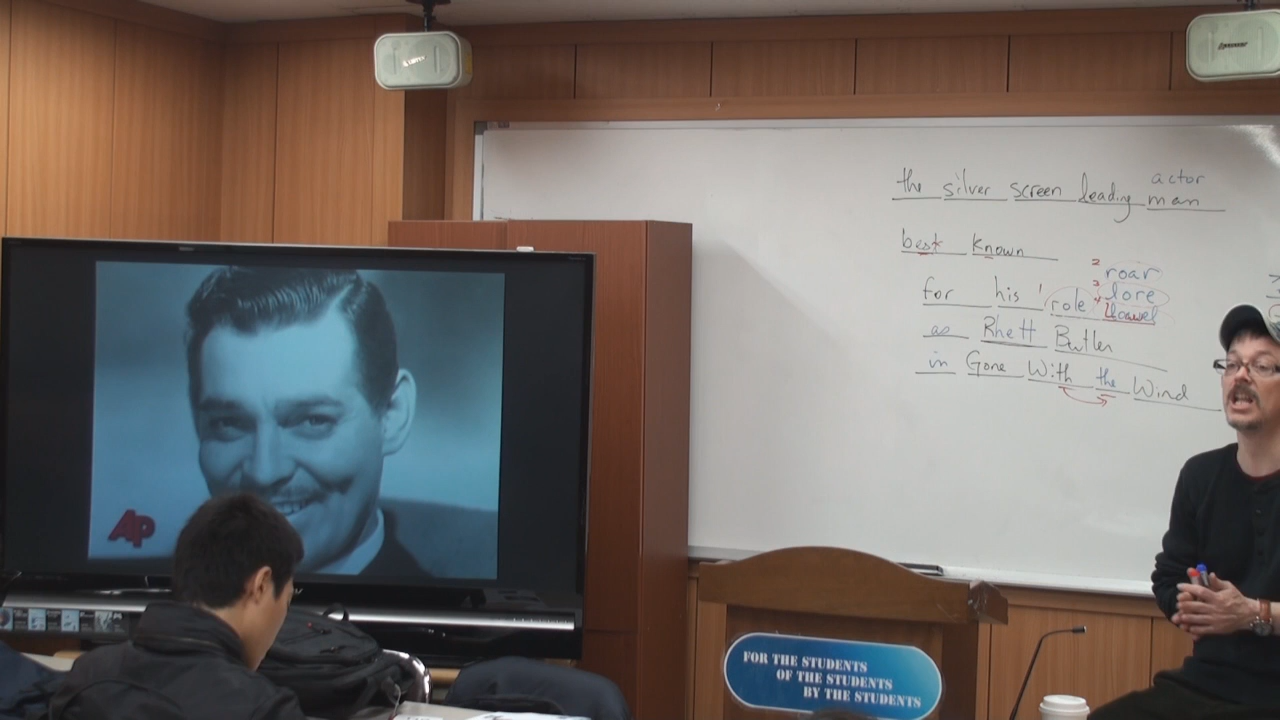 actor
the silver screen leading man
best known
roar
for his role lore
as Rhett Butler
in Gone With the Wind
AP
FOR THE STUDENTS
OF THE STUDENTS
BY THE STUDENTS